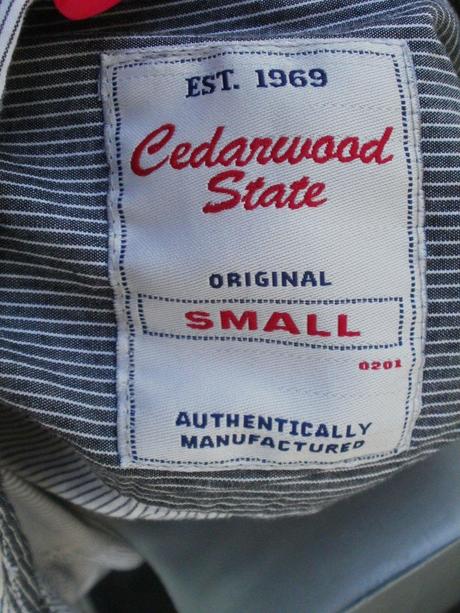 EST. 1969
Cedarwood
State
ORIGINAL
SMALL
0201
AUTHENTICALLY
MANUFACTURED